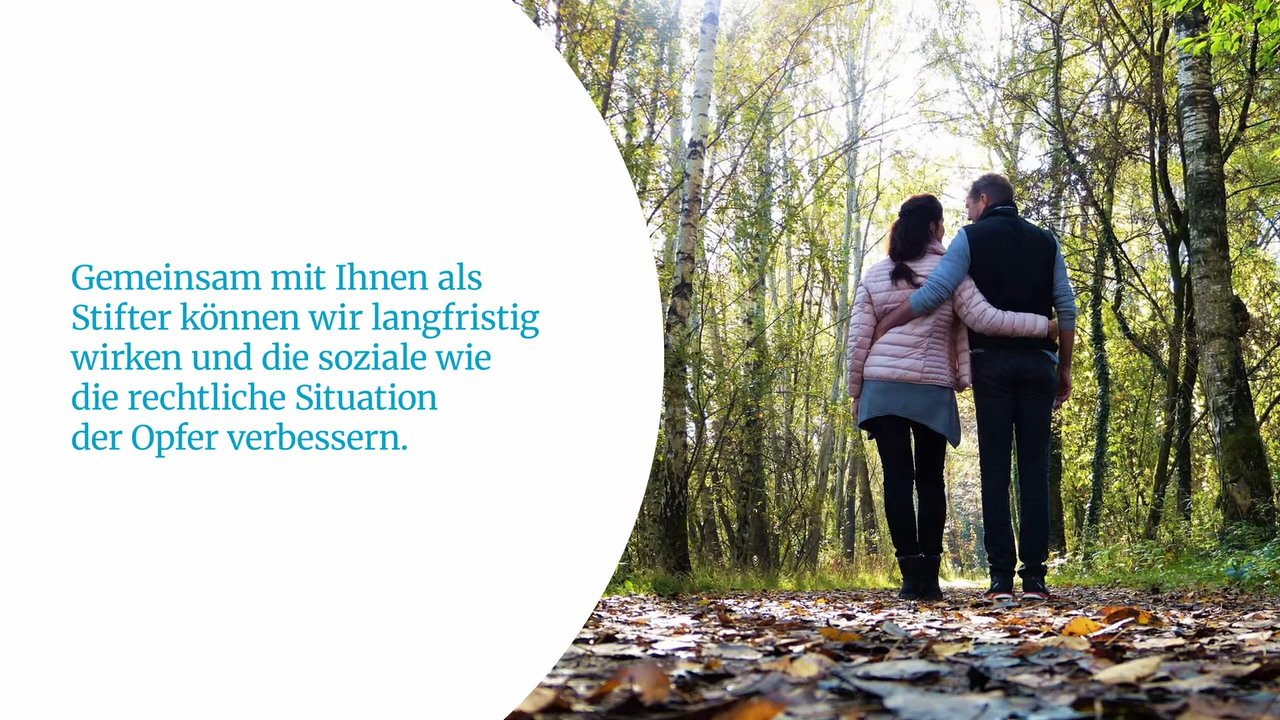 Gemeinsam mit Ihnen als
Stifter können wir langfristig
wirken und die soziale wie
die rechtliche Situation
der Opfer verbessern.